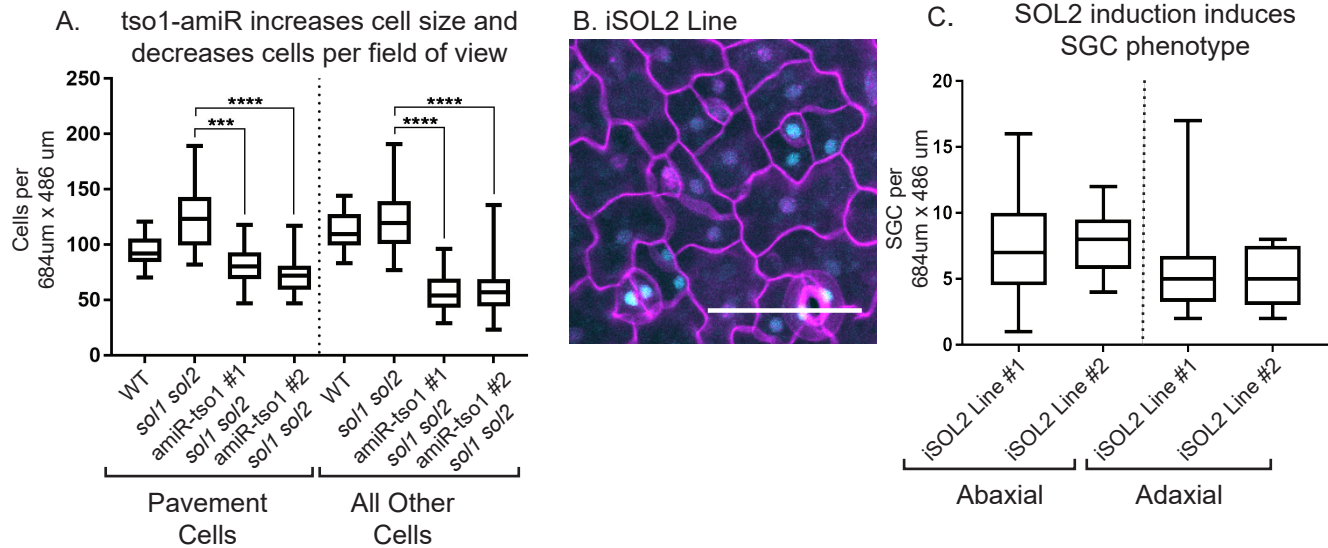 A. tso1-amiR increases cell size and
decreases cells per field of view
250
200
150
100
50
0
Cells per
684um x 486 um
****
***
****
****
WT
sol1 sol2
amiR-tso1 #1
sol1 sol2
amiR-tso1 #2
sol1 sol2
WT
sol1 sol2
amiR-tso1 #1
sol1 sol2
amiR-tso1 #2
sol1 sol2
Pavement
Cells
All Other
Cells
B. iSOL2 Line
C. SOL2 induction induces
SGC phenotype
20
15
10
5
0
SGC per
684um x 486 um
iSOL2 Line #1
iSOL2 Line #2
iSOL2 Line #1
iSOL2 Line #2
Abaxial
Adaxial